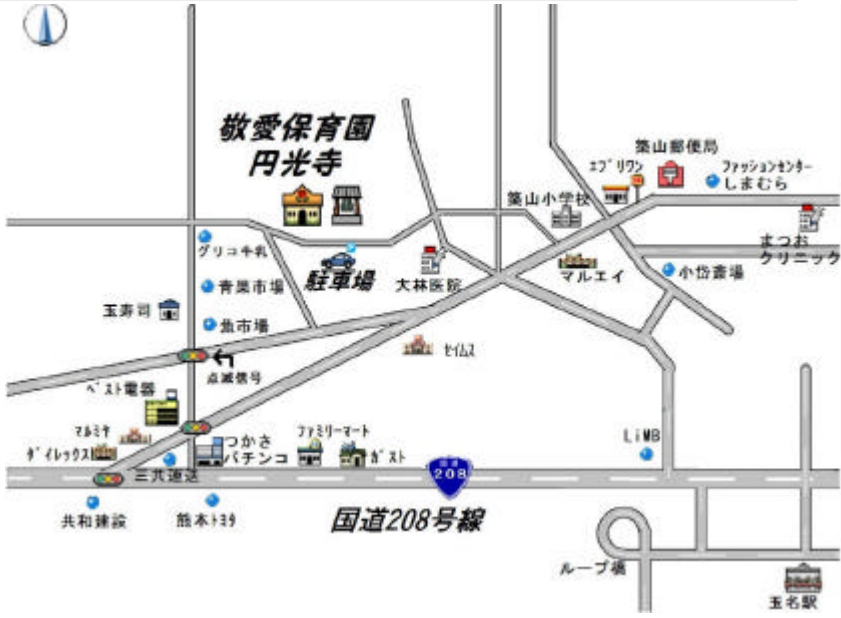 敬愛保育園
円光寺
築山郵便局
ｴﾌﾞﾘﾜﾝ
ﾌｧｯｼｮﾝｾﾝﾀｰ
しまむら
築山小学校
まつお
クリニック
グリコ牛乳
駐車場
大林医院
マルエイ
小岱斎場
青果市場
玉寿司
魚市場
ｾｲﾑｽ
点滅信号
ﾍﾞｽﾄ電器
ﾏﾙﾐﾔ
ﾀﾞｲﾚｯｸｽ
つかさ
パチンコ
ﾌｧﾐﾘｰﾏｰﾄ
ｶﾞｽﾄ
LiMB
三共運送
国道
208
共和建設
熊本ﾄﾖﾀ
国道208号線
ループ橋
玉名駅